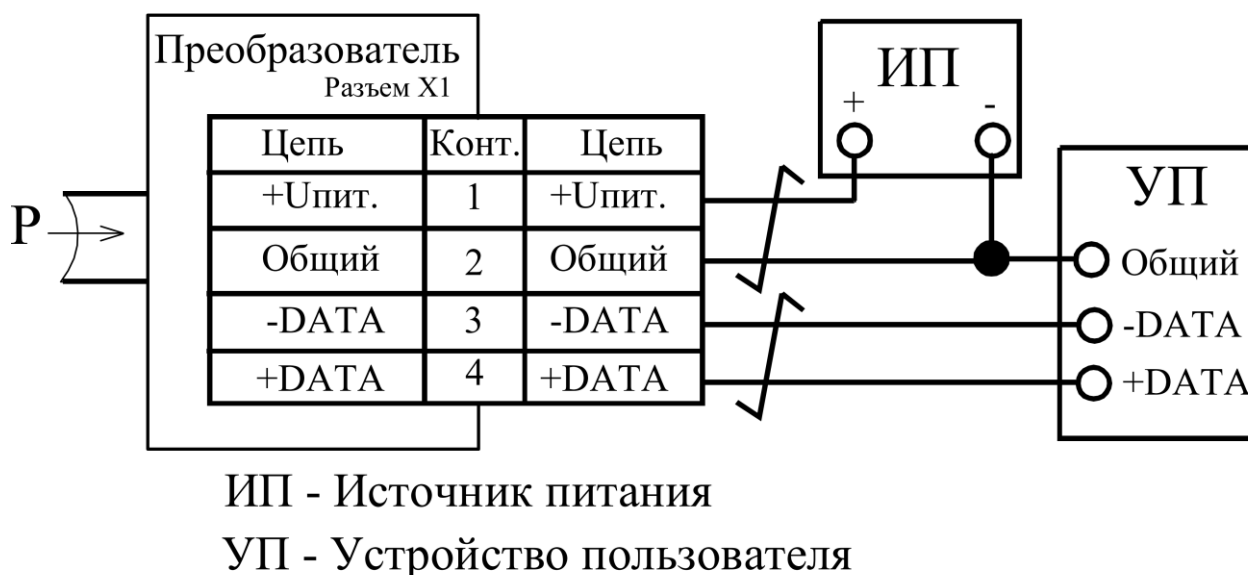 Преобразователь
Разъем X1
ИП
+ -
Цепь Конт. Цепь
+Uпит. 1 +Uпит.
Общий 2 Общий
-DATA 3 -DATA
+DATA 4 +DATA
P
УП
Общий
-DATA
+DATA
ИП - Источник питания
УП - Устройство пользователя